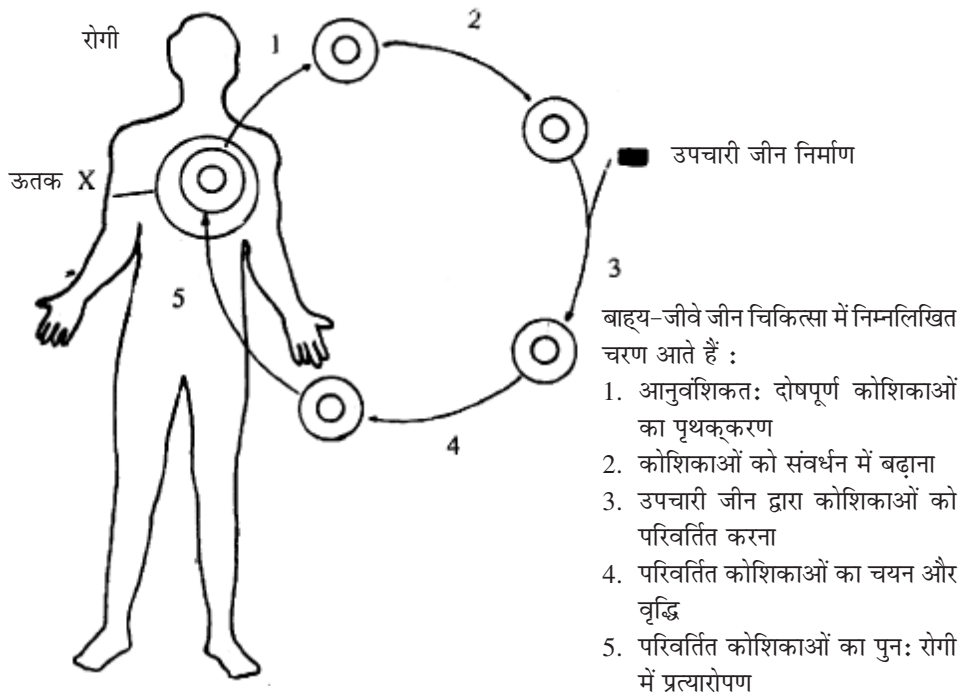 रोगी
1
2
ऊतक X
उपचारी जीन निर्माण
3
5
4
बाह्य-जीवे जीन चिकित्सा में निम्नलिखित
चरण आते हैं :
1. आनुवंशिकत: दोषपूर्ण कोशिकाओं
का पृथक्करण
2. कोशिकाओं को संवर्धन में बढ़ाना
3. उपचारी जीन द्वारा कोशिकाओं को
परिवर्तित करना
4. परिवर्तित कोशिकाओं का चयन और
वृद्धि
5. परिवर्तित कोशिकाओं का पुन: रोगी
में प्रत्यारोपण